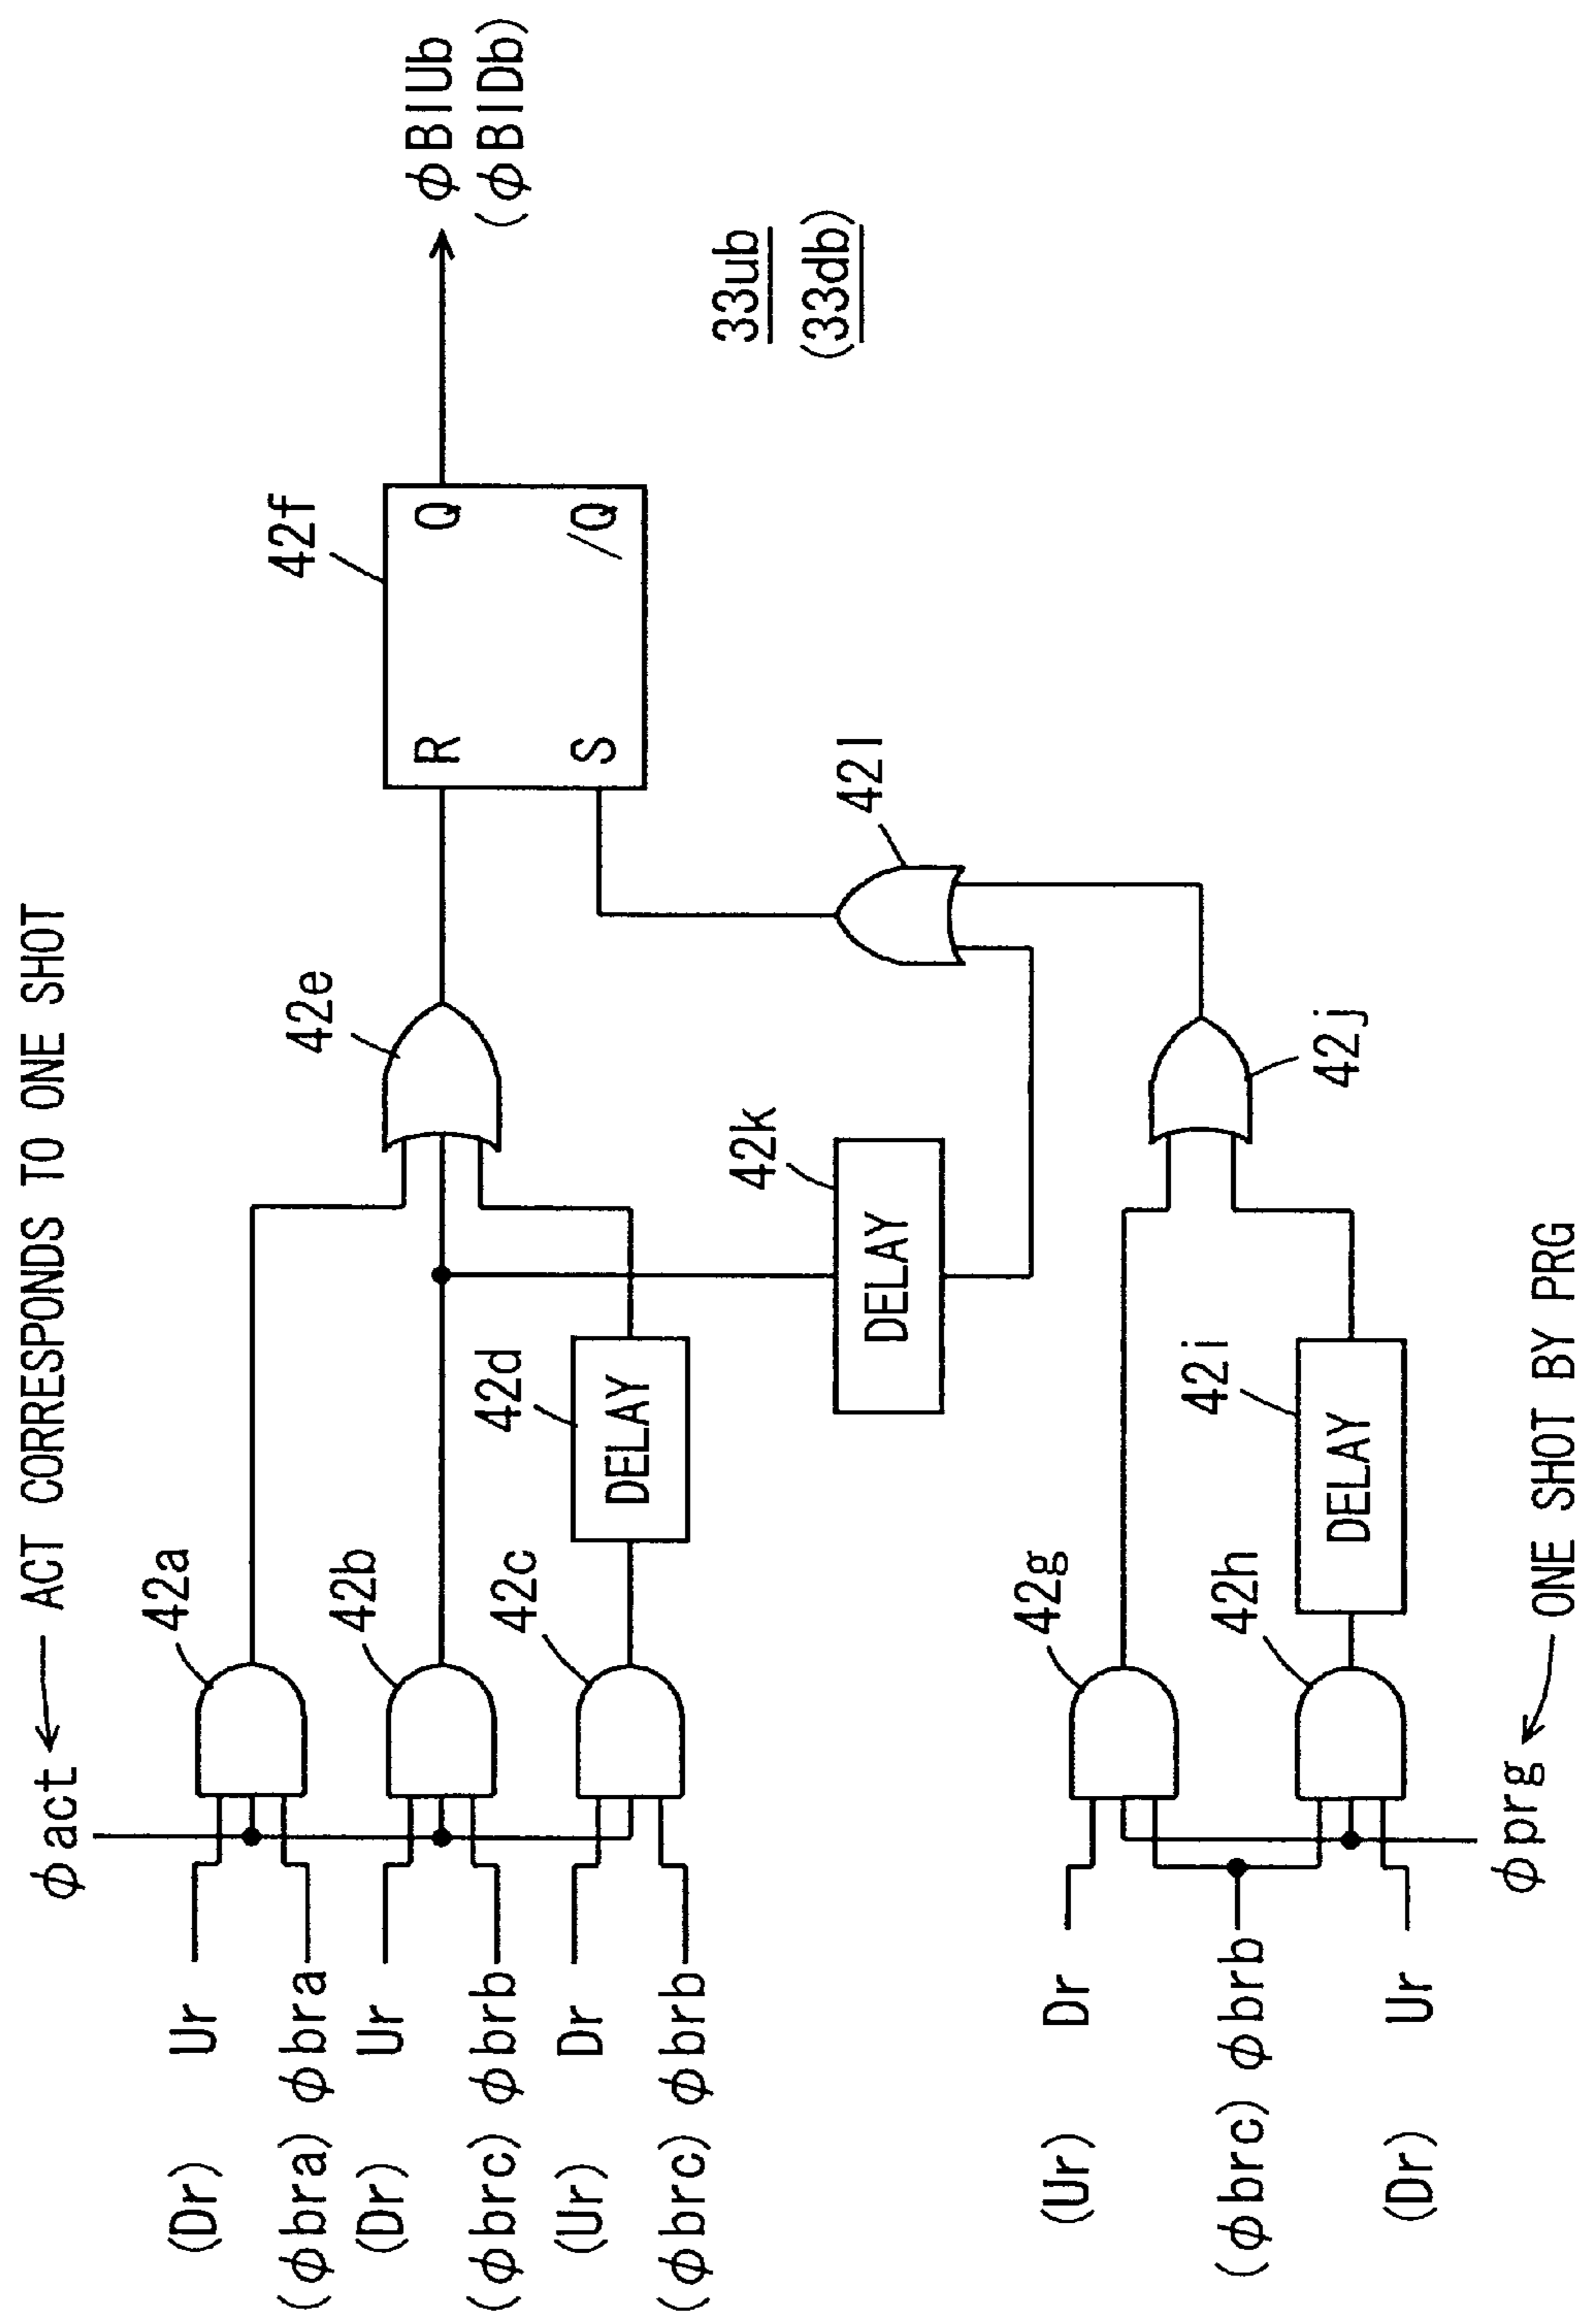 φact ← ACT CORRESPONDS TO ONE SHOT
(Dr) Ur
42a
(φbra) φbra
(Dr) Ur
42b
42e
42f
R Q
φBIUb
(φBIDb)
(φbrc) φbrb
42c
42d
DELAY
(Ur) Dr
S /Q
(φbrc) φbrb
33ub
(33db)
42k
DELAY
42l
(Ur) Dr
42g
(φbrc) φbrb
42h
42i
DELAY
42j
(Dr) Ur
φprg ← ONE SHOT BY PRG